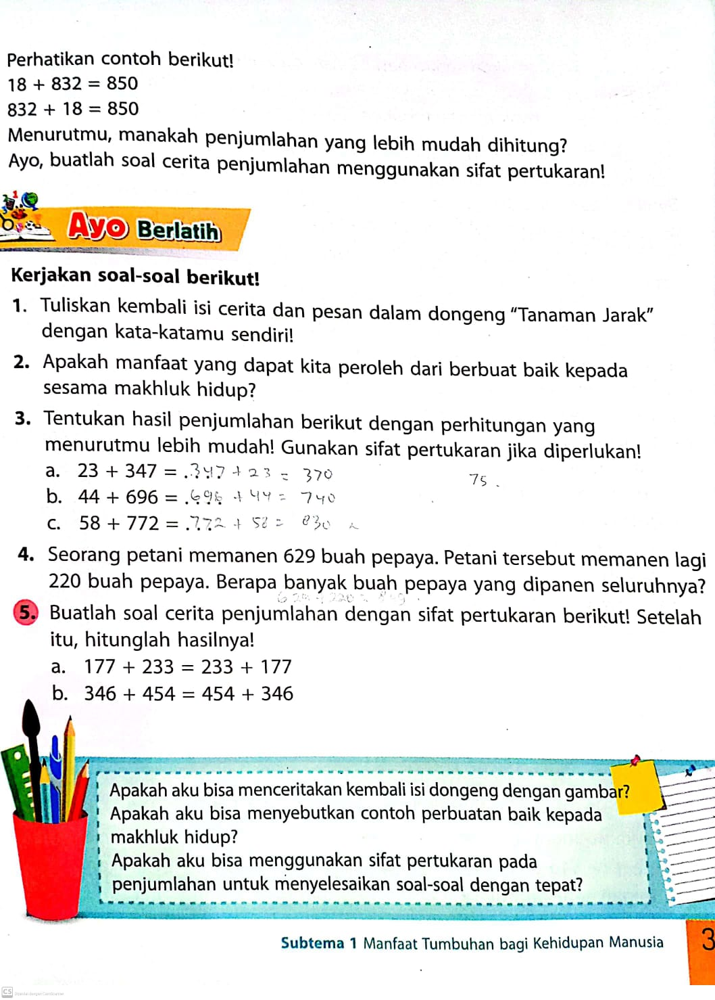 Perhatikan contoh berikut!
18 + 832 = 850
832 + 18 = 850
Menurutmu, manakah penjumlahan yang lebih mudah dihitung?
Ayo, buatlah soal cerita penjumlahan menggunakan sifat pertukaran!
Ayo Berlatih
Kerjakan soal-soal berikut!
1. Tuliskan kembali isi cerita dan pesan dalam dongeng “Tanaman Jarak”
dengan kata-katamu sendiri!
2. Apakah manfaat yang dapat kita peroleh dari berbuat baik kepada
sesama makhluk hidup?
3. Tentukan hasil penjumlahan berikut dengan perhitungan yang
menurutmu lebih mudah! Gunakan sifat pertukaran jika diperlukan!
a. 23 + 347 = ... 347 + 23 = 370
75.
b. 44 + 696 = ... 696 + 44 = 740
c. 58 + 772 = ... 772 + 58 = 830
4. Seorang petani memanen 629 buah pepaya. Petani tersebut memanen lagi
220 buah pepaya. Berapa banyak buah pepaya yang dipanen seluruhnya?
629 + 220 = 849
5. Buatlah soal cerita penjumlahan dengan sifat pertukaran berikut! Setelah
itu, hitunglah hasilnya!
a. 177 + 233 = 233 + 177
b. 346 + 454 = 454 + 346
Apakah aku bisa menceritakan kembali isi dongeng dengan gambar?
Apakah aku bisa menyebutkan contoh perbuatan baik kepada
makhluk hidup?
Apakah aku bisa menggunakan sifat pertukaran pada
penjumlahan untuk menyelesaikan soal-soal dengan tepat?
Subtema 1 Manfaat Tumbuhan bagi Kehidupan Manusia
3
CS Dipindai dengan CamScanner